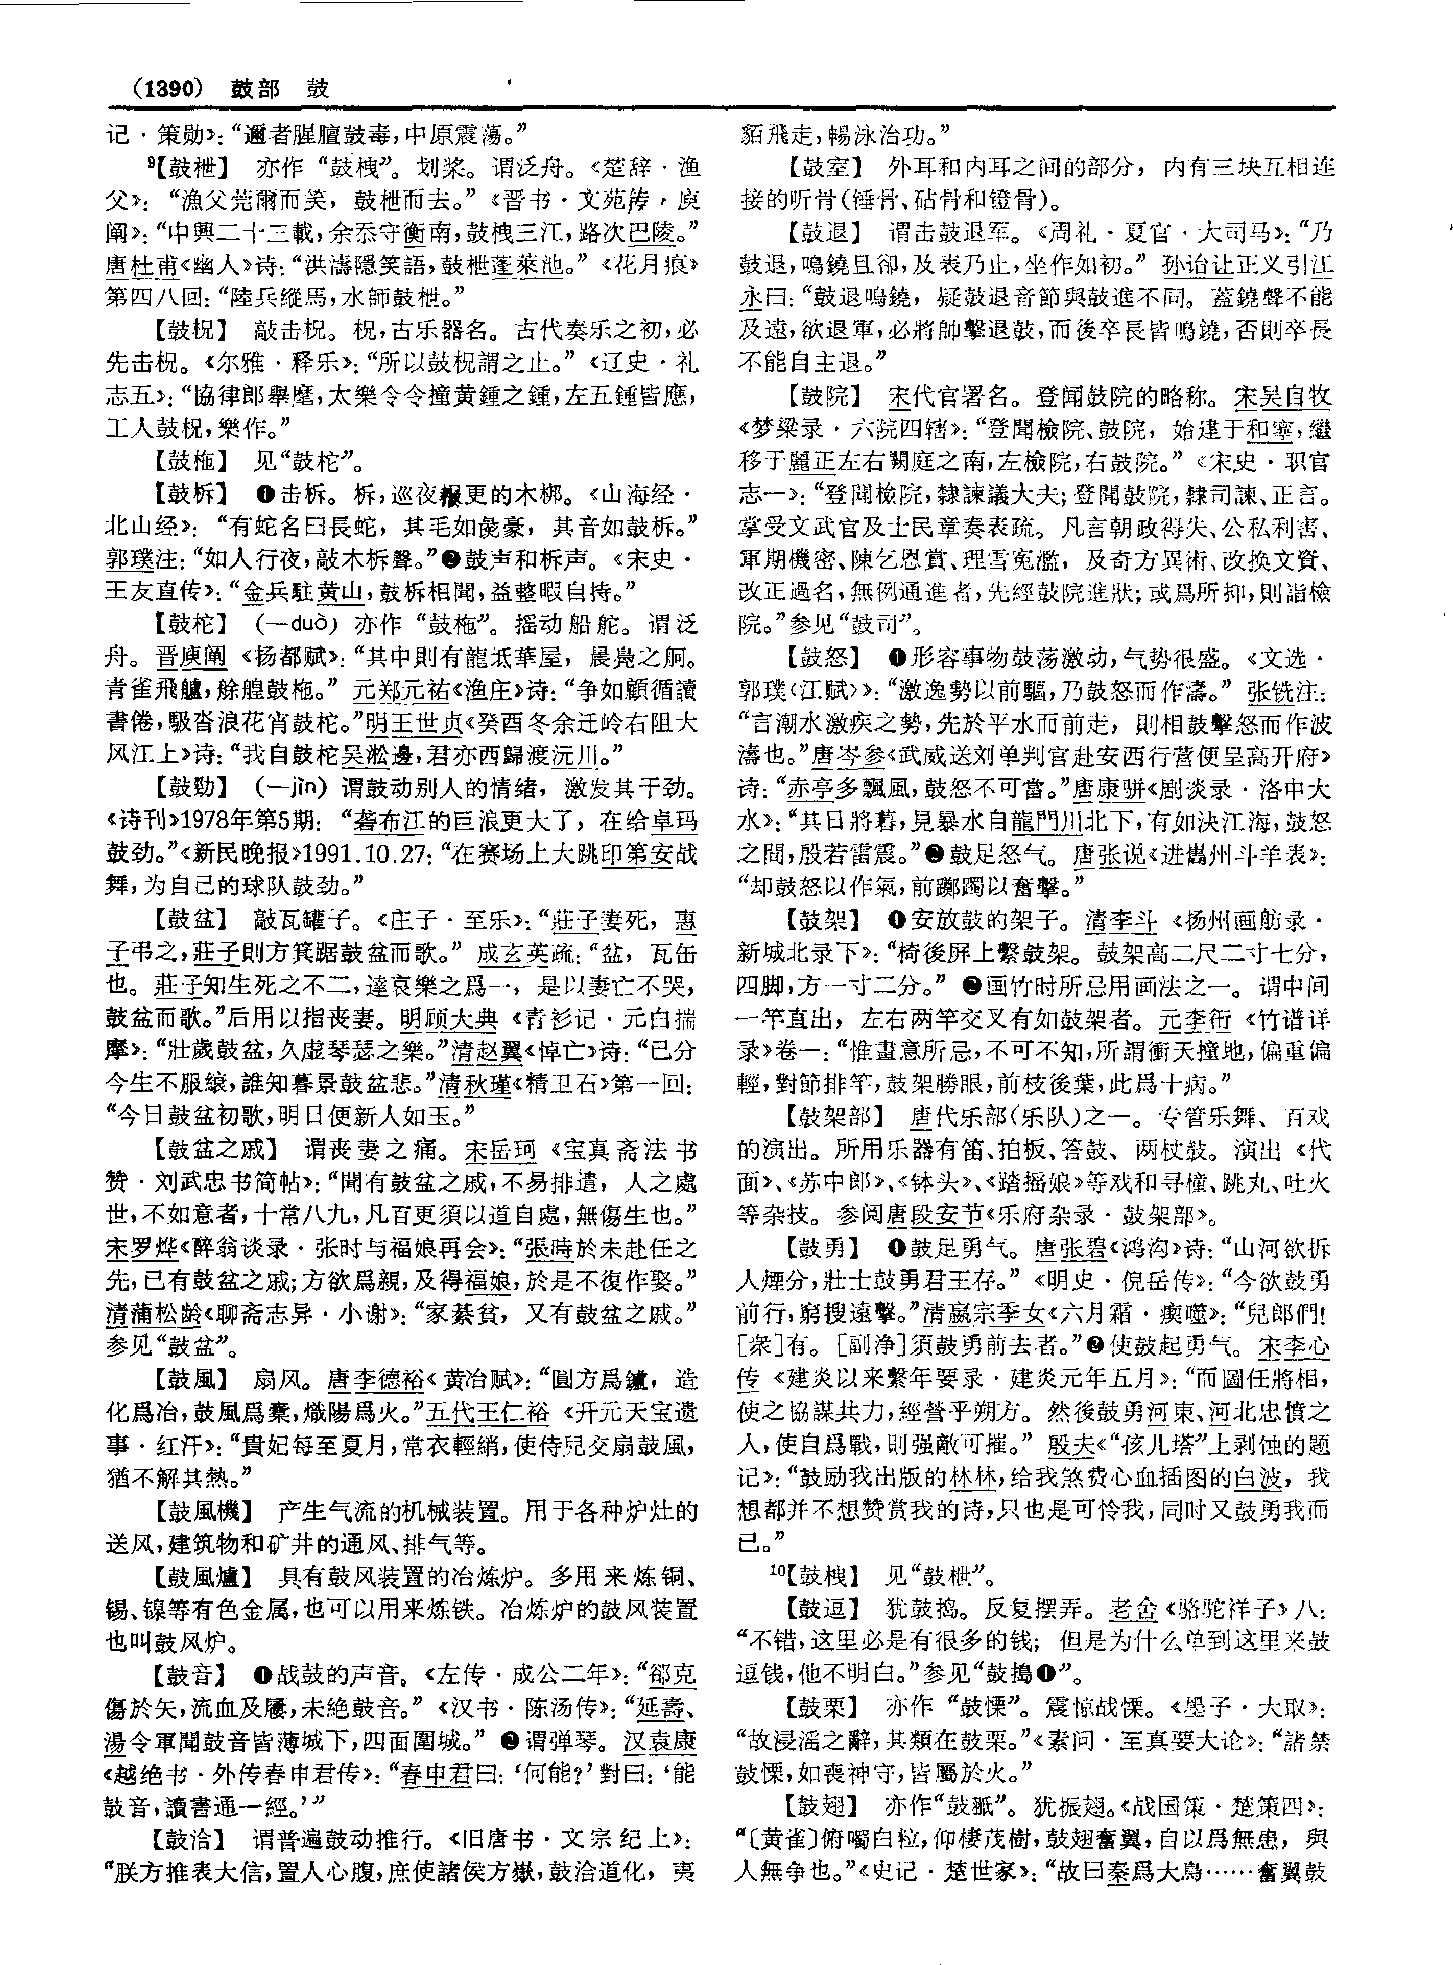 （1390） 鼓部 鼓
记·策勋》：“邇者腥膻鼓毒，中原震蕩。”
⁹【鼓枻】 亦作“鼓栧”。划桨。谓泛舟。《楚辞·渔
父》：“漁父莞爾而笑，鼓枻而去。”《晋书·文苑传·庾
阐》：“中興二十三載，余忝守衡南，鼓栧三江，路次巴陵。”
唐杜甫《幽人》诗：“洪濤隱笑語，鼓枻蓬萊池。”《花月痕》
第四八回：“陸兵縱馬，水師鼓枻。”
【鼓柷】 敲击柷。柷，古乐器名。古代奏乐之初，必
先击柷。《尔雅·释乐》：“所以鼓柷謂之止。”《辽史·礼
志五》：“協律郎舉麾，太樂令令撞黄鍾之鍾，左五鍾皆應，
工人鼓柷，樂作。”
【鼓柂】 见“鼓柁”。
【鼓柝】 ❶击柝。柝，巡夜报更的木梆。《山海经·
北山经》：“有蛇名曰長蛇，其毛如彘豪，其音如鼓柝。”
郭璞注：“如人行夜，敲木柝聲。”❷鼓声和柝声。《宋史·
王友直传》：“金兵駐黄山，鼓柝相聞，益整暇自持。”
【鼓柁】 （—duò）亦作“鼓柂”。摇动船舵。谓泛
舟。晋庾阐《扬都赋》：“其中則有龍坻華屋，晨鳧之舸。
青雀飛艫，艅艎鼓柂。”元郑元祐《渔庄》诗：“争如顧循讀
書倦，馺沓浪花宵鼓柁。”明王世贞《癸酉冬余迁岭右阻大
风江上》诗：“我自鼓柁吴淞邊，君亦西歸渡沅川。”
【鼓勁】 （—jìn）谓鼓动别人的情绪，激发其干劲。
《诗刊》1978年第5期：“砻布江的巨浪更大了，在给卓玛
鼓劲。”《新民晚报》1991.10.27：“在赛场上大跳印第安战
舞，为自己的球队鼓劲。”
【鼓盆】 敲瓦罐子。《庄子·至乐》：“莊子妻死，惠
子弔之，莊子則方箕踞鼓盆而歌。”成玄英疏：“盆，瓦缶
也。莊子知生死之不二，達哀樂之爲一，是以妻亡不哭，
鼓盆而歌。”后用以指丧妻。明顾大典《青衫记·元白揣
摩》：“壯歲鼓盆，久虚琴瑟之樂。”清赵翼《悼亡》诗：“已分
今生不服緣，誰知暮景鼓盆悲。”清秋瑾《精卫石》第一回：
“今日鼓盆初歌，明日便新人如玉。”
【鼓盆之戚】 谓丧妻之痛。宋岳珂《宝真斋法书
赞·刘武忠书简帖》：“聞有鼓盆之戚，不易排遣，人之處
世，不如意者，十常八九，凡百更須以道自處，無傷生也。”
宋罗烨《醉翁谈录·张时与福娘再会》：“張時於未赴任之
先，已有鼓盆之戚；方欲爲親，及得福娘，於是不復作娶。”
清蒲松龄《聊斋志异·小谢》：“家綦貧，又有鼓盆之戚。”
参见“鼓盆”。
【鼓風】 扇风。唐李德裕《黄冶赋》：“圓方爲鑪，造
化爲冶，鼓風爲橐，熾陽爲火。”五代王仁裕《开元天宝遗
事·红汗》：“貴妃每至夏月，常衣輕綃，使侍兒交扇鼓風，
猶不解其熱。”
【鼓風機】 产生气流的机械装置。用于各种炉灶的
送风，建筑物和矿井的通风、排气等。
【鼓風爐】 具有鼓风装置的冶炼炉。多用来炼铜、
锡、镍等有色金属，也可以用来炼铁。冶炼炉的鼓风装置
也叫鼓风炉。
【鼓音】 ❶战鼓的声音。《左传·成公二年》：“郤克
傷於矢，流血及屨，未絶鼓音。”《汉书·陈汤传》：“延壽、
湯令軍聞鼓音皆薄城下，四面圍城。”❷谓弹琴。汉袁康
《越绝书·外传春申君传》：“春申君曰：‘何能？’對曰：‘能
鼓音，讀書通一經。’”
【鼓洽】 谓普遍鼓动推行。《旧唐书·文宗纪上》：
“朕方推表大信，置人心腹，庶使諸侯方嶽，鼓洽道化，夷
貊飛走，暢泳治功。”
【鼓室】 外耳和内耳之间的部分，内有三块互相连
接的听骨（锤骨、砧骨和镫骨）。
【鼓退】 谓击鼓退军。《周礼·夏官·大司马》：“乃
鼓退，鳴鐃且卻，及表乃止，坐作如初。”孙诒让正义引江
永曰：“鼓退鳴鐃，疑鼓退音節與鼓進不同。蓋鐃聲不能
及遠，欲退軍，必將帥擊退鼓，而後卒長皆鳴鐃，否則卒長
不能自主退。”
【鼓院】 宋代官署名。登闻鼓院的略称。宋吴自牧
《梦粱录·六院四辖》：“登聞檢院、鼓院，始建于和寧，繼
移于麗正左右闕庭之南，左檢院，右鼓院。”《宋史·职官
志一》：“登聞檢院，隸諫議大夫；登聞鼓院，隸司諫、正言。
掌受文武官及士民章奏表疏。凡言朝政得失、公私利害、
軍期機密、陳乞恩賞、理雪冤濫，及奇方異術、改换文資、
改正過名，無例通進者，先經鼓院進狀；或爲所抑，則詣檢
院。”参见“鼓司”。
【鼓怒】 ❶形容事物鼓荡激动，气势很盛。《文选·
郭璞〈江赋〉》：“激逸勢以前驅，乃鼓怒而作濤。”张铣注：
“言潮水激疾之勢，先於平水而前走，則相鼓擊怒而作波
濤也。”唐岑参《武威送刘单判官赴安西行营便呈高开府》
诗：“赤亭多飄風，鼓怒不可當。”唐康骈《剧谈录·洛中大
水》：“其日將暮，見暴水自龍門川北下，有如決江海，鼓怒
之間，殷若雷震。”❷鼓足怒气。唐张说《进巂州斗羊表》：
“却鼓怒以作氣，前躑躅以奮擊。”
【鼓架】 ❶安放鼓的架子。清李斗《扬州画舫录·
新城北录下》：“椅後屏上繫鼓架。鼓架高二尺二寸七分，
四脚，方一寸二分。”❷画竹时所忌用画法之一。谓中间
一竿直出，左右两竿交叉有如鼓架者。元李衎《竹谱详
录》卷一：“惟畫意所忌，不可不知，所謂衝天撞地，偏重偏
輕，對節排竿，鼓架勝眼，前枝後葉，此爲十病。”
【鼓架部】 唐代乐部（乐队）之一。专管乐舞、百戏
的演出。所用乐器有笛、拍板、答鼓、两杖鼓。演出《代
面》、《苏中郎》、《钵头》、《踏摇娘》等戏和寻橦、跳丸、吐火
等杂技。参阅唐段安节《乐府杂录·鼓架部》。
【鼓勇】 ❶鼓足勇气。唐张碧《鸿沟》诗：“山河欲拆
人煙分，壯士鼓勇君王存。”《明史·倪岳传》：“今欲鼓勇
前行，窮搜遠擊。”清嬴宗季女《六月霜·瘐噬》：“兒郎們！
［衆］有。［副净］須鼓勇前去者。”❷使鼓起勇气。宋李心
传《建炎以来繫年要录·建炎元年五月》：“而圖任將相，
使之協謀共力，經營乎朔方。然後鼓勇河東、河北忠憤之
人，使自爲戰，則强敵可摧。”殷夫《“孩儿塔”上剥蚀的题
记》：“鼓励我出版的林林，给我煞费心血插图的白波，我
想都并不想赞赏我的诗，只也是可怜我，同时又鼓勇我而
已。”
¹⁰【鼓栧】 见“鼓枻”。
【鼓逗】 犹鼓捣。反复摆弄。老舍《骆驼祥子》八：
“不错，这里必是有很多的钱；但是为什么单到这里来鼓
逗钱，他不明白。”参见“鼓搗❶”。
【鼓栗】 亦作“鼓慄”。震惊战慄。《墨子·大取》：
“故浸淫之辭，其類在鼓栗。”《素问·至真要大论》：“諸禁
鼓慄，如喪神守，皆屬於火。”
【鼓翅】 亦作“鼓翄”。犹振翅。《战国策·楚策四》：
“〔黄雀〕俯噣白粒，仰棲茂樹，鼓翅奮翼，自以爲無患，與
人無争也。”《史记·楚世家》：“故曰秦爲大鳥……奮翼鼓